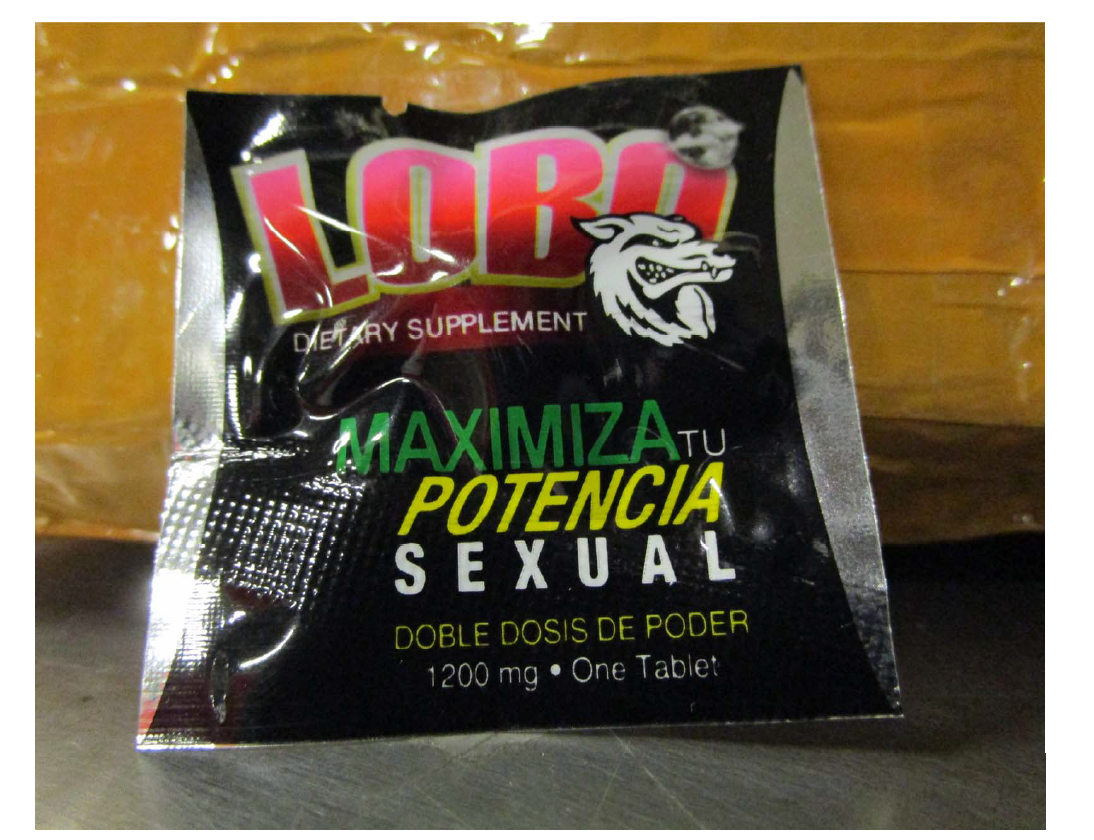 LOBO
DIETARY SUPPLEMENT
MAXIMIZA TU
POTENCIA
SEXUAL
DOBLE DOSIS DE PODER
1200 mg • One Tablet